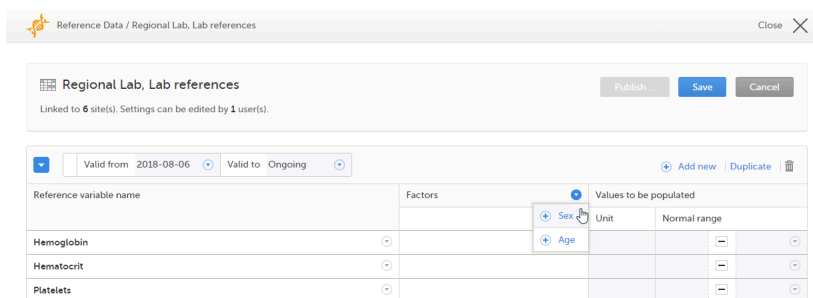 Reference Data / Regional Lab, Lab references
Close
Regional Lab, Lab references
Publish ...
Save
Cancel
Linked to 6 site(s). Settings can be edited by 1 user(s).
Valid from 2018-08-06 Valid to Ongoing
Add new Duplicate
Reference variable name Factors Values to be populated
Sex Unit Normal range
Age
Hemoglobin
Hematocrit
Platelets